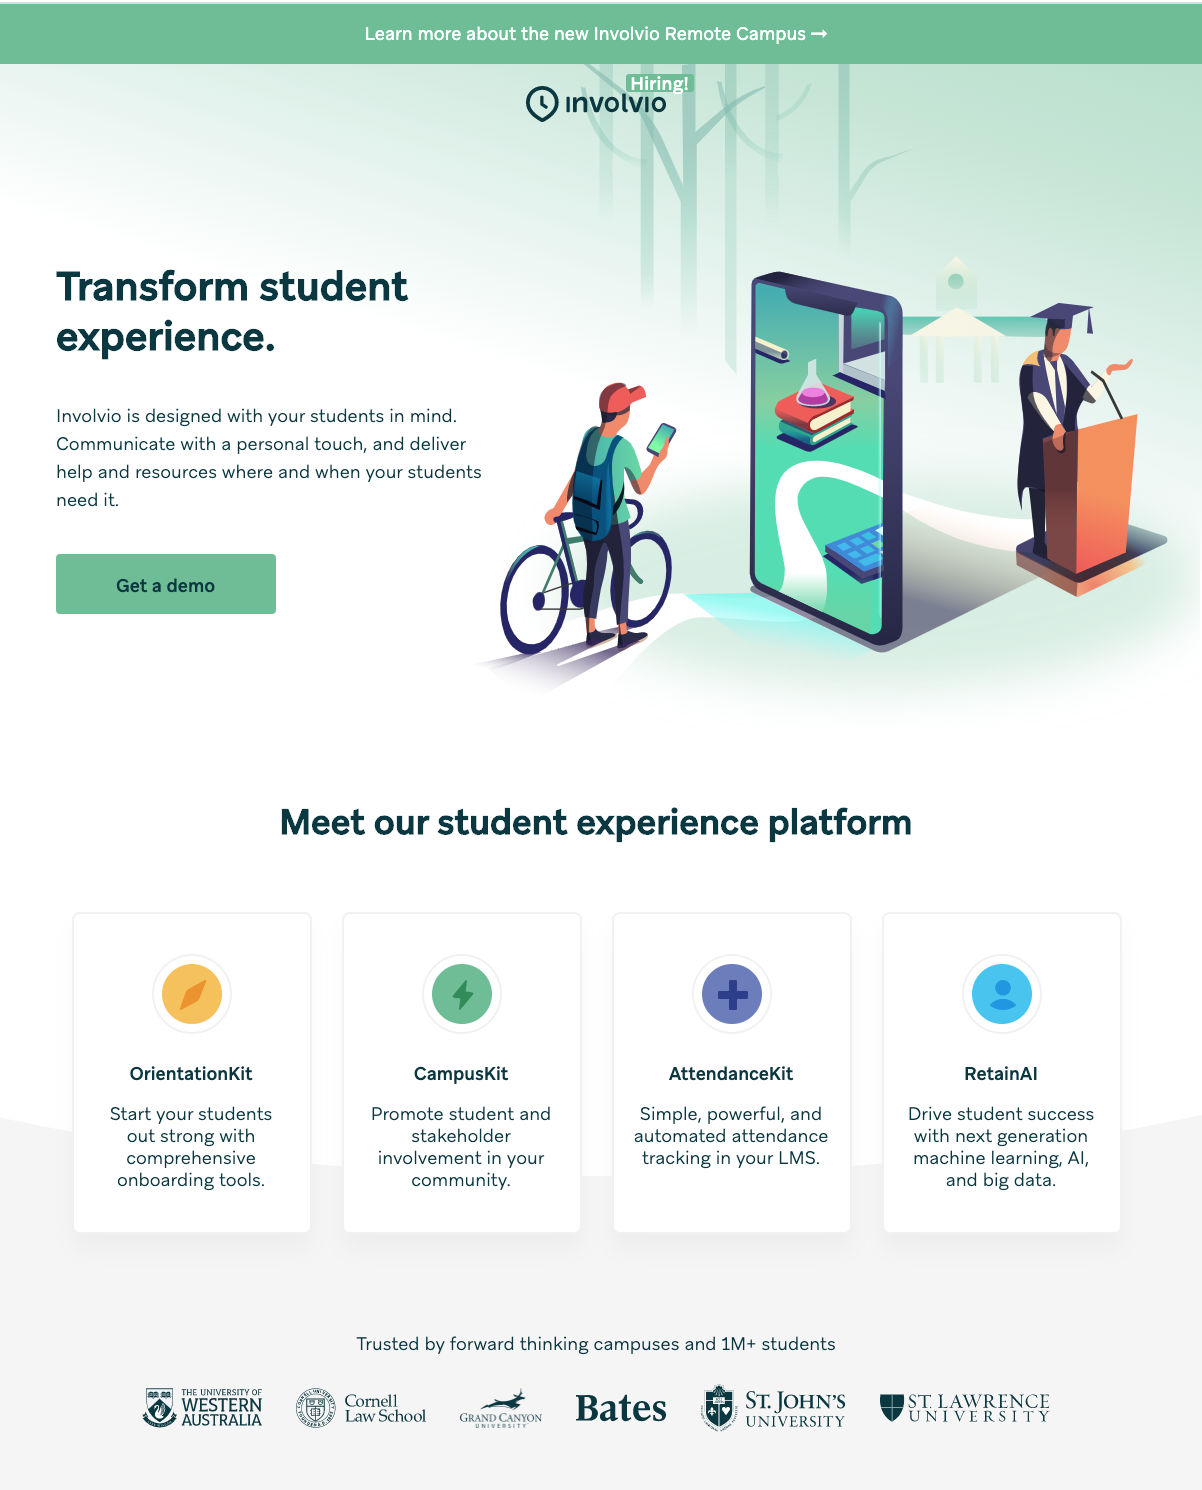 Learn more about the new Involvio Remote Campus →
Hiring!
involvio
Transform student
experience.
Involvio is designed with your students in mind.
Communicate with a personal touch, and deliver
help and resources where and when your students
need it.
Get a demo
Meet our student experience platform
OrientationKit
Start your students
out strong with
comprehensive
onboarding tools.
CampusKit
Promote student and
stakeholder
involvement in your
community.
AttendanceKit
Simple, powerful, and
automated attendance
tracking in your LMS.
RetainAI
Drive student success
with next generation
machine learning, AI,
and big data.
Trusted by forward thinking campuses and 1M+ students
THE UNIVERSITY OF
WESTERN
AUSTRALIA
Cornell
Law School
GRAND CANYON
UNIVERSITY
Bates
ST. JOHN'S
UNIVERSITY
ST. LAWRENCE
UNIVERSITY